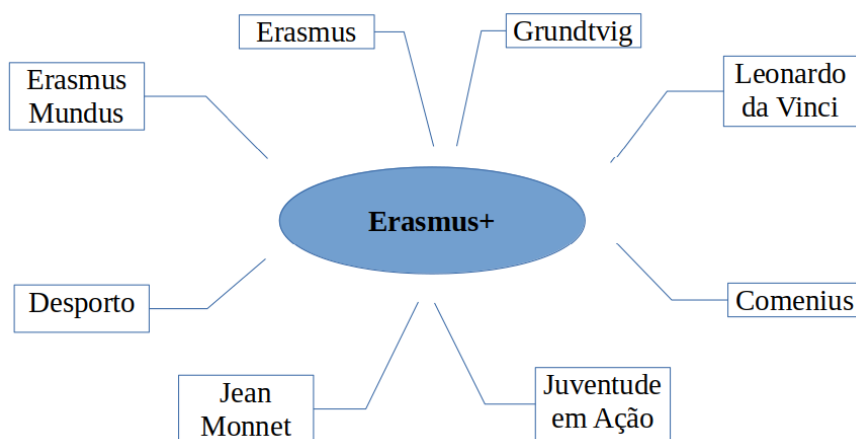 Erasmus
Grundtvig
Erasmus
Mundus
Leonardo
da Vinci
Erasmus+
Desporto
Comenius
Jean
Monnet
Juventude
em Ação